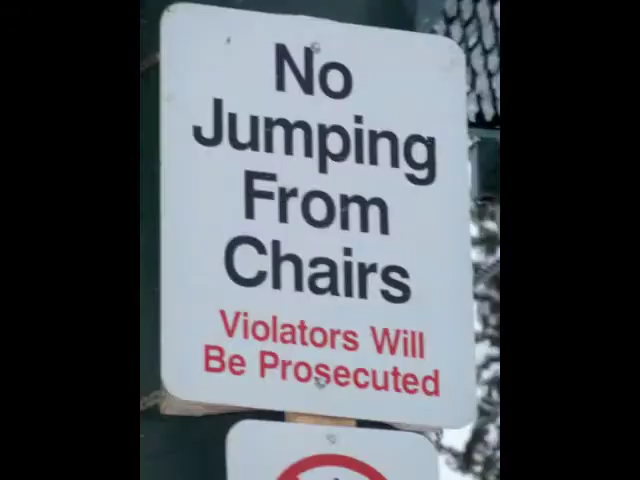 No
Jumping
From
Chairs
Violators Will
Be Prosecuted